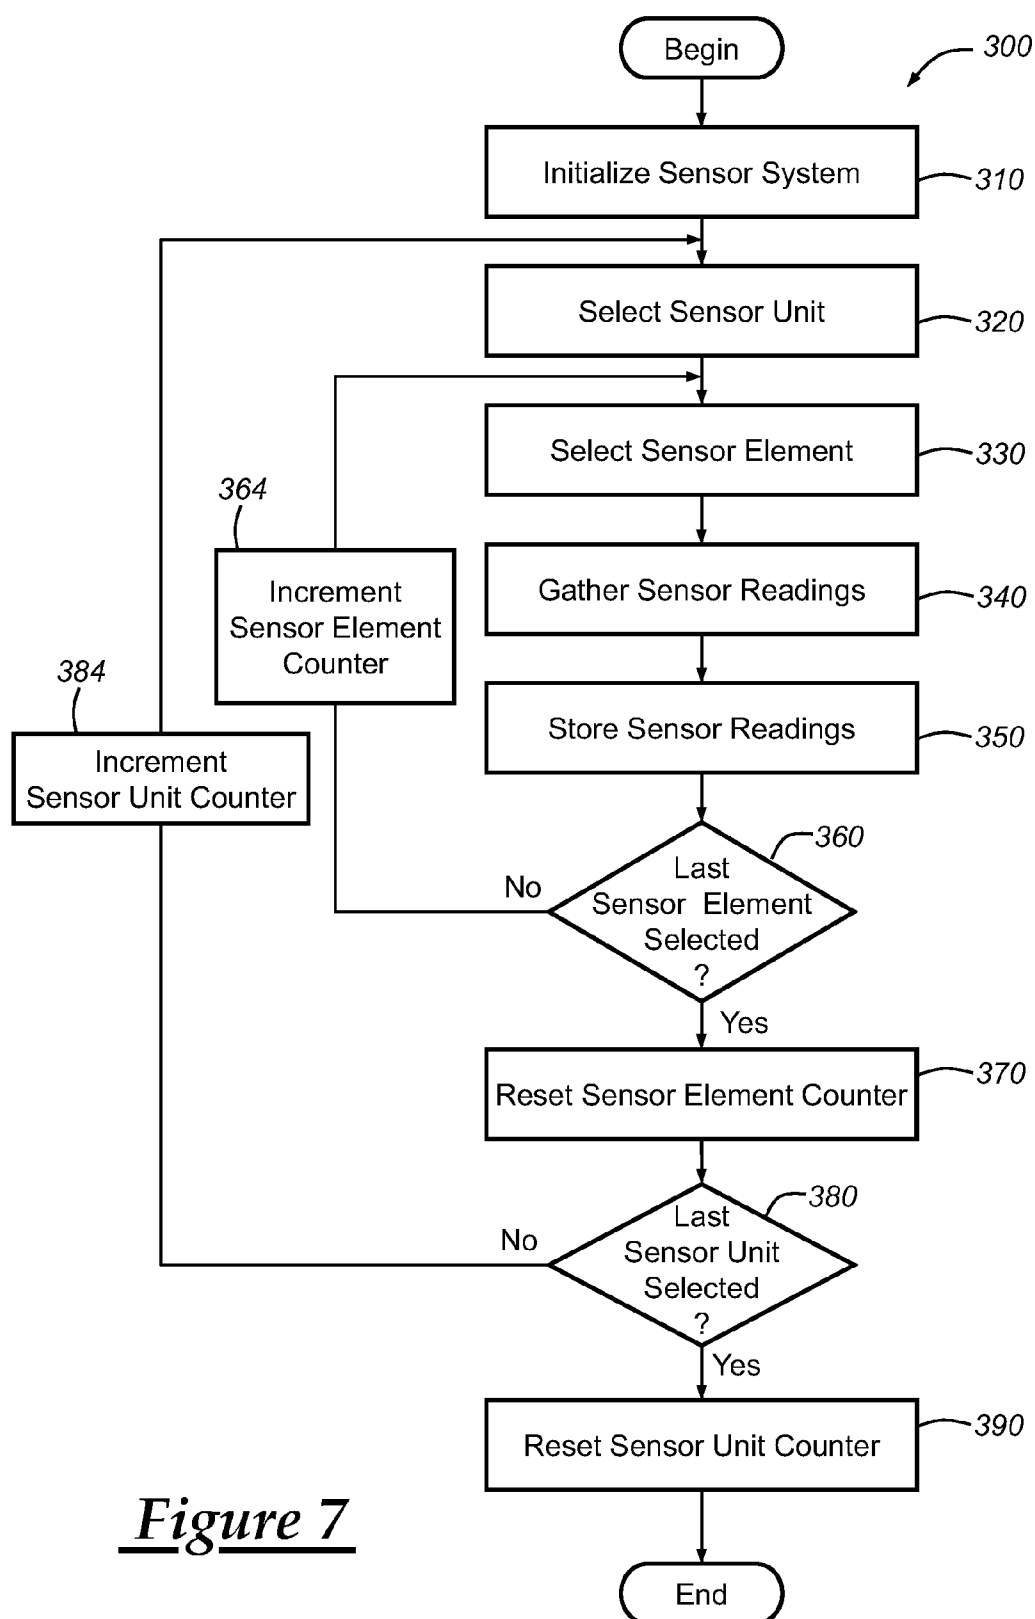 Begin
300
Initialize Sensor System
310
Select Sensor Unit
320
Select Sensor Element
330
364
Increment
Sensor Element
Counter
Gather Sensor Readings
340
384
Increment
Sensor Unit Counter
Store Sensor Readings
350
360
Last
Sensor Element
Selected
?
No
Yes
Reset Sensor Element Counter
370
380
Last
Sensor Unit
Selected
?
No
Yes
Reset Sensor Unit Counter
390
Figure 7
End